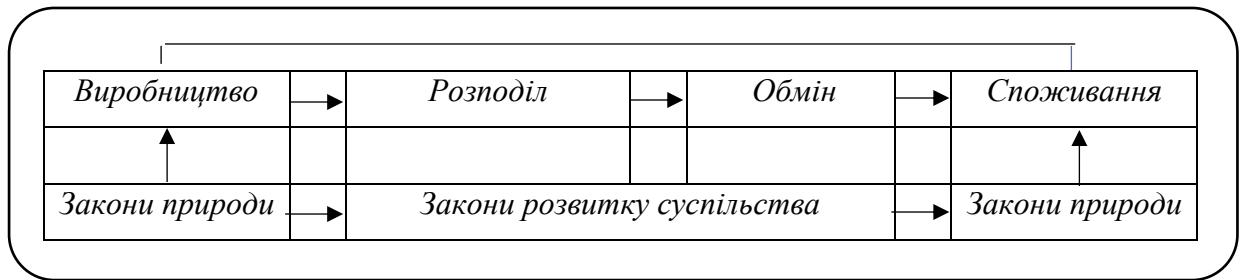 Виробництво Розподіл Обмін Споживання
Закони природи Закони розвитку суспільства Закони природи